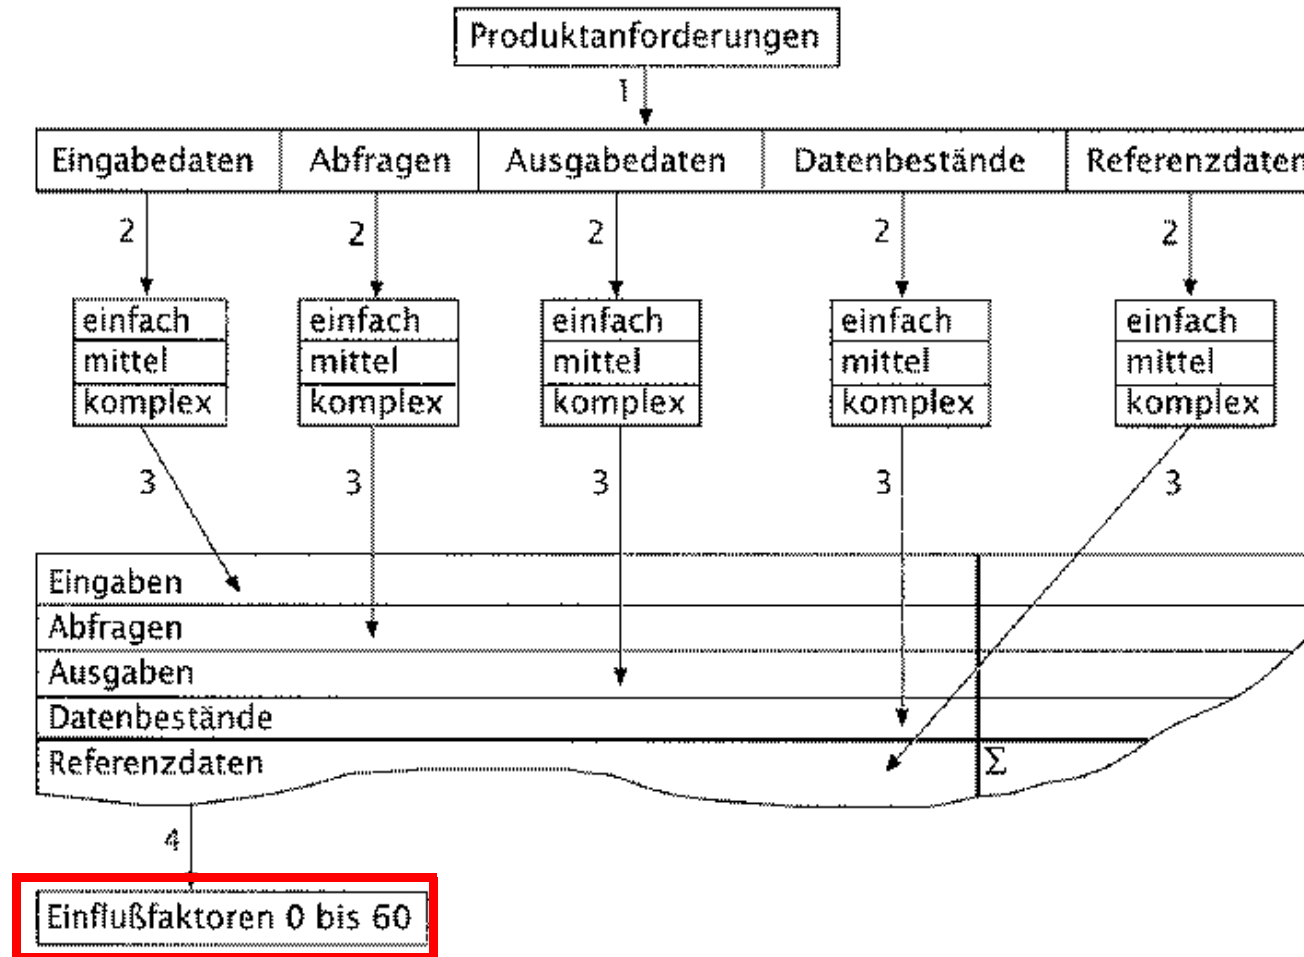 Produktanforderungen
1
Eingabedaten Abfragen Ausgabedaten Datenbestände Referenzdaten
2 2 2 2 2
einfach einfach einfach einfach einfach
mittel mittel mittel mittel mittel
komplex komplex komplex komplex komplex
3 3 3 3 3
Eingaben
Abfragen
Ausgaben
Datenbestände
Referenzdaten Σ
4
Einflußfaktoren 0 bis 60